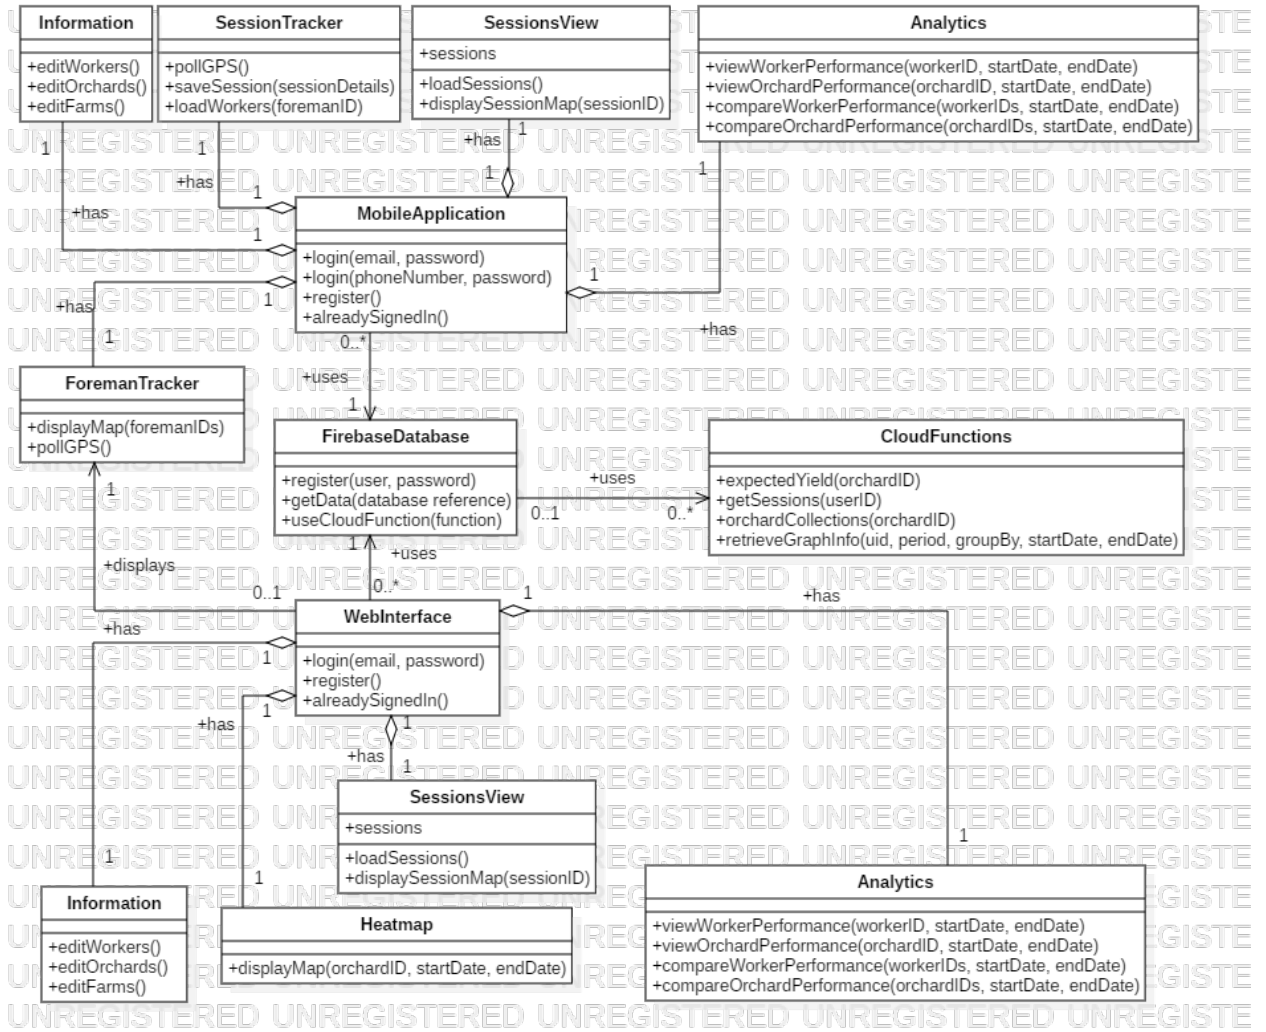 Information
+editWorkers()
+editOrchards()
+editFarms()
SessionTracker
+pollGPS()
+saveSession(sessionDetails)
+loadWorkers(foremanID)
SessionsView
+sessions
+loadSessions()
+displaySessionMap(sessionID)
Analytics
+viewWorkerPerformance(workerID, startDate, endDate)
+viewOrchardPerformance(orchardID, startDate, endDate)
+compareWorkerPerformance(workerIDs, startDate, endDate)
+compareOrchardPerformance(orchardIDs, startDate, endDate)
1
+has
1
1
+has
1
1
+has
1
1
+has
1
MobileApplication
+login(email, password)
+login(phoneNumber, password)
+register()
+alreadySignedIn()
+has
1
1
0..*
+uses
1
ForemanTracker
+displayMap(foremanIDs)
+pollGPS()
FirebaseDatabase
+register(user, password)
+getData(database reference)
+useCloudFunction(function)
+uses
0..1
0..*
CloudFunctions
+expectedYield(orchardID)
+getSessions(userID)
+orchardCollections(orchardID)
+retrieveGraphInfo(uid, period, groupBy, startDate, endDate)
1
+displays
0..1
1
+uses
0..*
WebInterface
+login(email, password)
+register()
+alreadySignedIn()
1
+has
1
+has
1
1
+has
1
1
1
+has
1
SessionsView
+sessions
+loadSessions()
+displaySessionMap(sessionID)
Information
+editWorkers()
+editOrchards()
+editFarms()
Heatmap
+displayMap(orchardID, startDate, endDate)
Analytics
+viewWorkerPerformance(workerID, startDate, endDate)
+viewOrchardPerformance(orchardID, startDate, endDate)
+compareWorkerPerformance(workerIDs, startDate, endDate)
+compareOrchardPerformance(orchardIDs, startDate, endDate)
UNREGISTERED